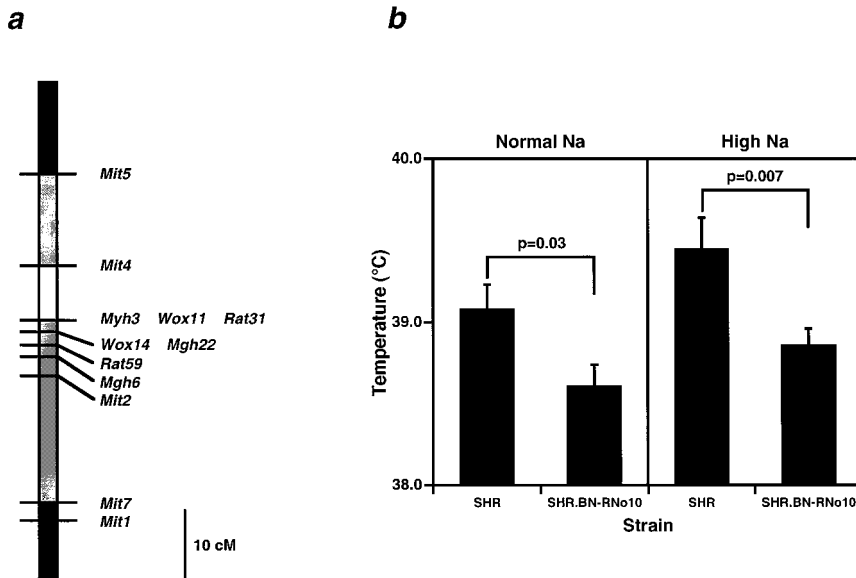 a
Mit5
Mit4
Myh3 Wox11 Rat31
Wox14 Mgh22
Rat59
Mgh6
Mit2
Mit7
Mit1
10 cM
b
Normal Na High Na
40.0
39.0
38.0
Temperature (°C)
p=0.03
p=0.007
SHR SHR.BN-RNo10 SHR SHR.BN-RNo10
Strain